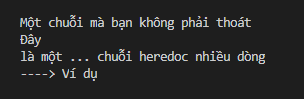 Một chuỗi mà bạn không phải thoát
Đây
là một ... chuỗi heredoc nhiều dòng
----> Ví dụ